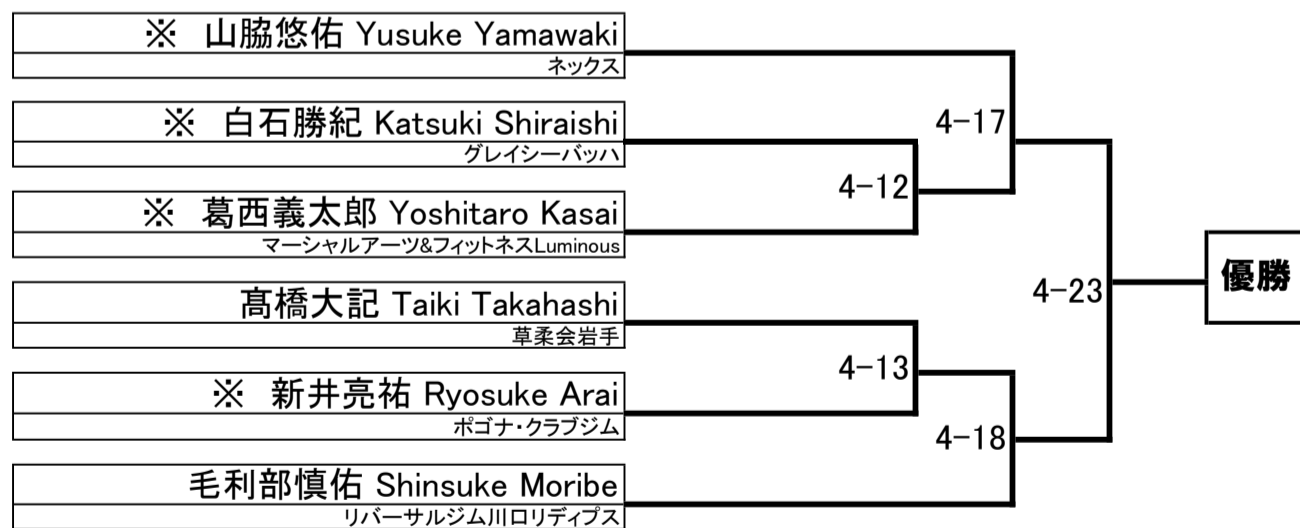 ※ 山脇悠佑 Yusuke Yamawaki
ネックス
※ 白石勝紀 Katsuki Shiraishi
グレイシーバッハ
※ 葛西義太郎 Yoshitaro Kasai
マーシャルアーツ&フィットネスLuminous
髙橋大記 Taiki Takahashi
草柔会岩手
※ 新井亮祐 Ryosuke Arai
ポゴナ・クラブジム
毛利部慎佑 Shinsuke Moribe
リバーサルジム川口リディプス
4-17
4-12
4-23
優勝
4-13
4-18